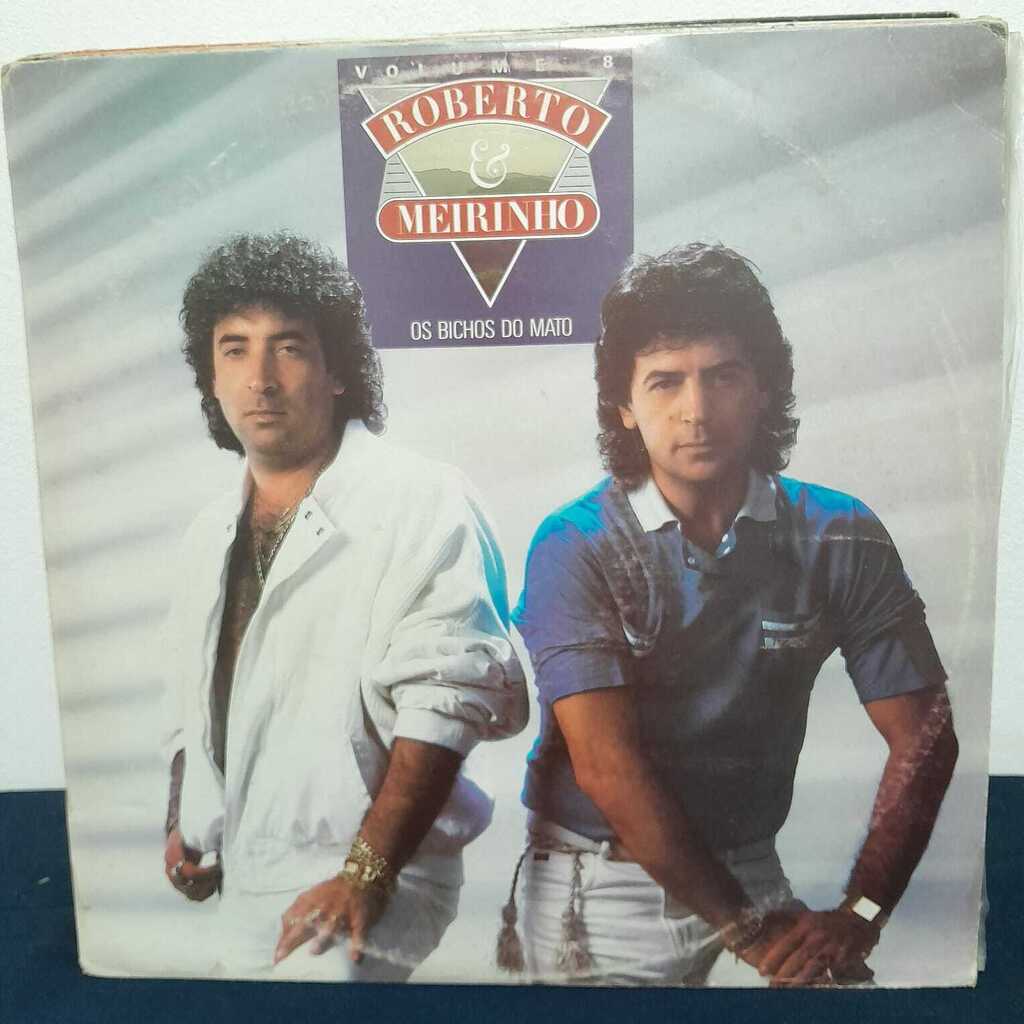 VOLUME 8
ROBERTO
&
MEIRINHO
OS BICHOS DO MATO